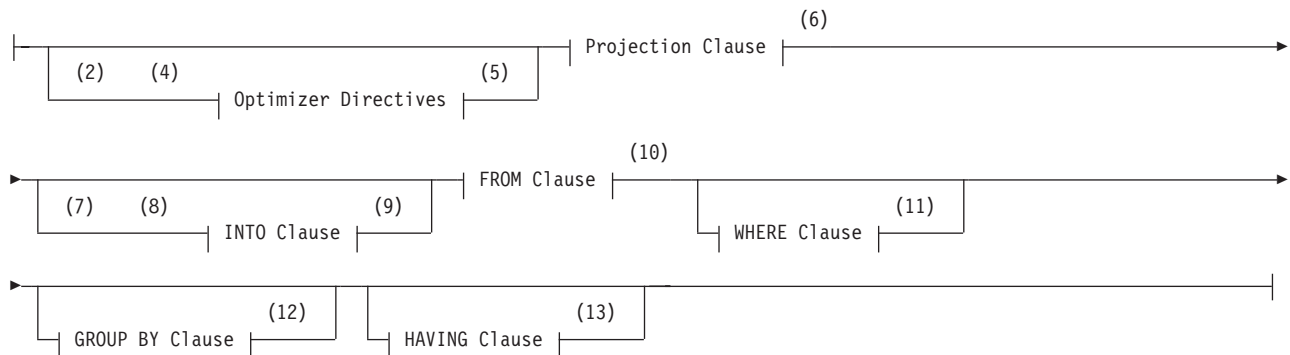 (6)
Projection Clause
(2) (4) (5)
Optimizer Directives
(10)
FROM Clause
(7) (8) (9) (11)
INTO Clause WHERE Clause
(12) (13)
GROUP BY Clause HAVING Clause